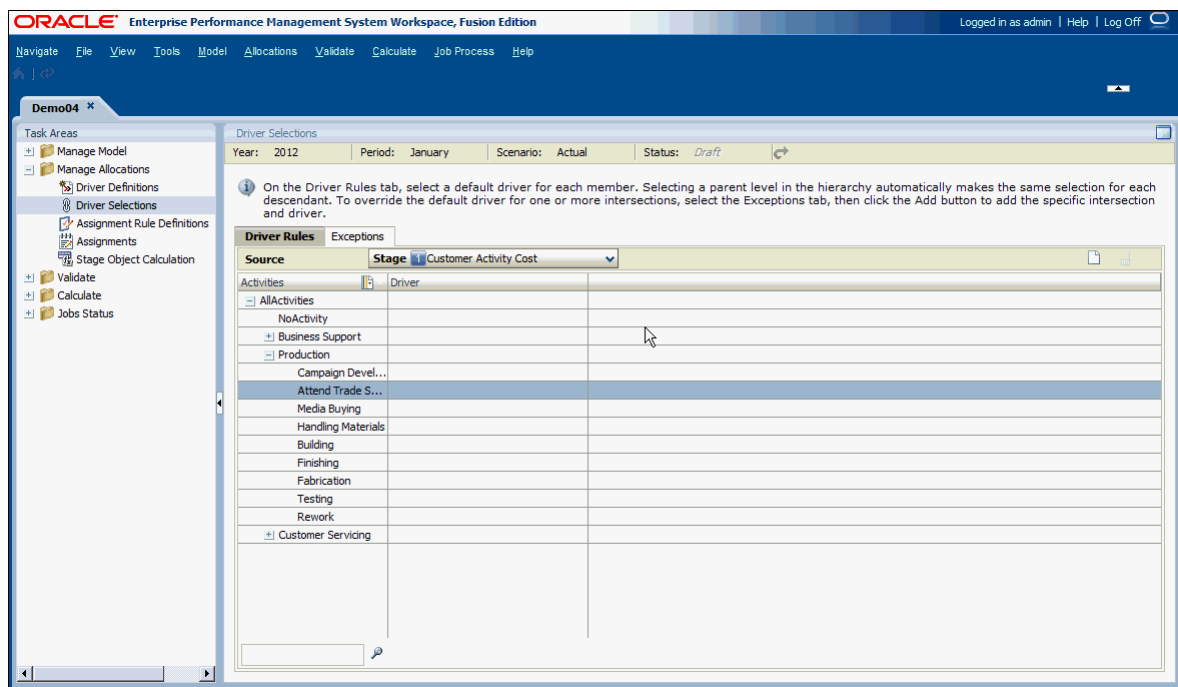 ORACLE Enterprise Performance Management System Workspace, Fusion Edition
Logged in as admin | Help | Log Off
Navigate File View Tools Model Allocations Validate Calculate Job Process Help
Demo04
Task Areas
Manage Model
Manage Allocations
Driver Definitions
Driver Selections
Assignment Rule Definitions
Assignments
Stage Object Calculation
Validate
Calculate
Jobs Status
Driver Selections
Year: 2012 Period: January Scenario: Actual Status: Draft
On the Driver Rules tab, select a default driver for each member. Selecting a parent level in the hierarchy automatically makes the same selection for each
descendant. To override the default driver for one or more intersections, select the Exceptions tab, then click the Add button to add the specific intersection
and driver.
Driver Rules Exceptions
Source Stage 1 Customer Activity Cost
Activities Driver
AllActivities
NoActivity
Business Support
Production
Campaign Devel...
Attend Trade S...
Media Buying
Handling Materials
Building
Finishing
Fabrication
Testing
Rework
Customer Servicing